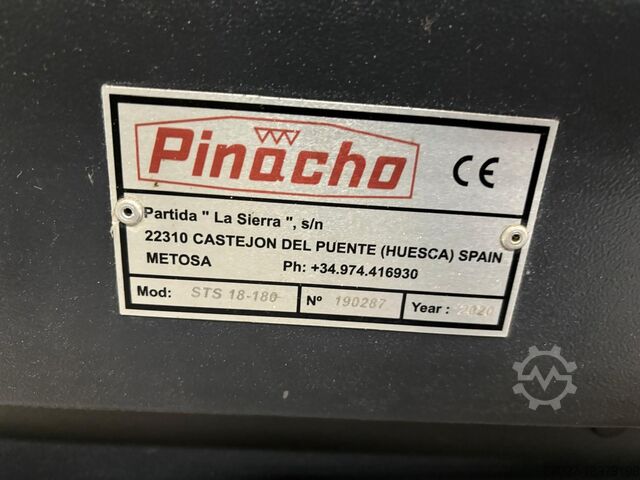 Pinacho
CE
Partida " La Sierra ", s/n
22310 CASTEJON DEL PUENTE (HUESCA) SPAIN
METOSA Ph: +34.974.416930
Mod: STS 18-180 Nº 190287 Year : 2020